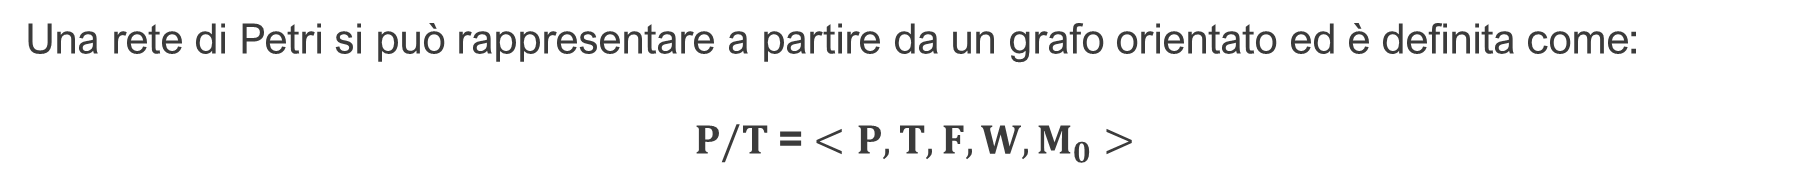 Una rete di Petri si può rappresentare a partire da un grafo orientato ed è definita come:
P/T = < P, T, F, W, M₀ >